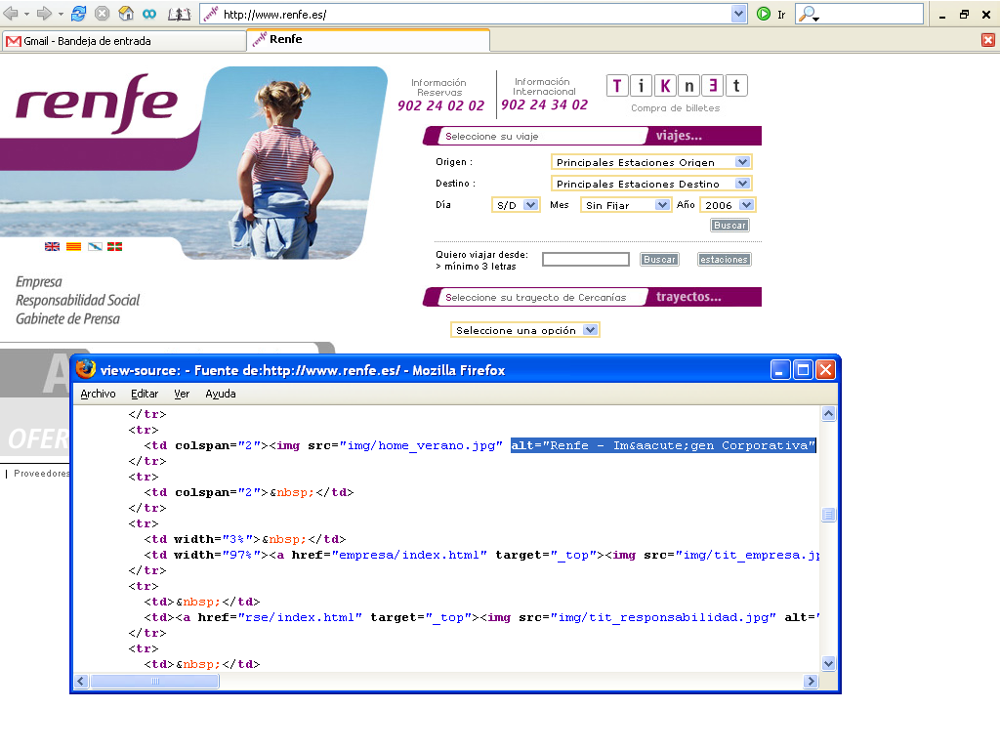 http://www.renfe.es/
Ir
Gmail - Bandeja de entrada
Renfe
renfe
Información
Reservas
902 24 02 02
Información
Internacional
902 24 34 02
TiKn3t
Compra de billetes
Seleccione su viaje
viajes...
Origen :
Principales Estaciones Origen
Destino :
Principales Estaciones Destino
Día
S/D
Mes
Sin Fijar
Año
2006
Buscar
Quiero viajar desde:
> mínimo 3 letras
Buscar
estaciones
Empresa
Responsabilidad Social
Gabinete de Prensa
Seleccione su trayecto de Cercanías
trayectos...
Seleccione una opción
A
OFER
Proveedores
view-source: - Fuente de:http://www.renfe.es/ - Mozilla Firefox
Archivo Editar Ver Ayuda
</tr>
<tr>
<td colspan="2"><img src="img/home_verano.jpg" alt="Renfe - Im&aacute;gen Corporativa"
</tr>
<tr>
<td colspan="2">&nbsp;</td>
</tr>
<tr>
<td width="3%">&nbsp;</td>
<td width="97%"><a href="empresa/index.html" target="_top"><img src="img/tit_empresa.jp
</tr>
<tr>
<td>&nbsp;</td>
<td><a href="rse/index.html" target="_top"><img src="img/tit_responsabilidad.jpg" alt="
</tr>
<tr>
<td>&nbsp;</td>